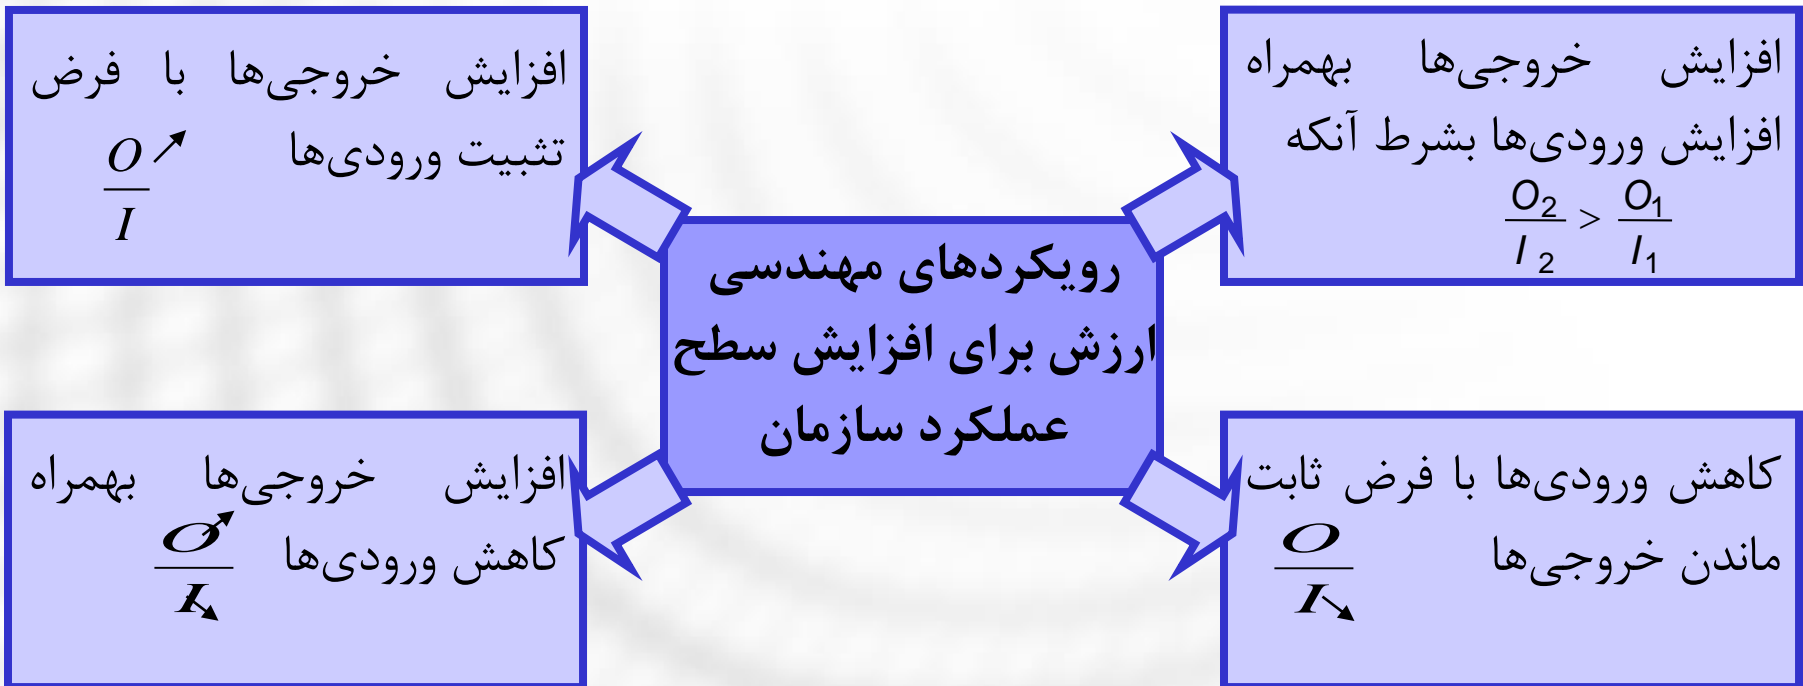 افزایش خروجی‌ها بهمراه
افزایش ورودی‌ها بشرط آنکه
O2/I2 > O1/I1
افزایش خروجی‌ها با فرض
تثبیت ورودی‌ها O↗/I
رویکردهای مهندسی
ارزش برای افزایش سطح
عملکرد سازمان
کاهش ورودی‌ها با فرض ثابت
ماندن خروجی‌ها O/I↘
افزایش خروجی‌ها بهمراه
کاهش ورودی‌ها O↗/I↘